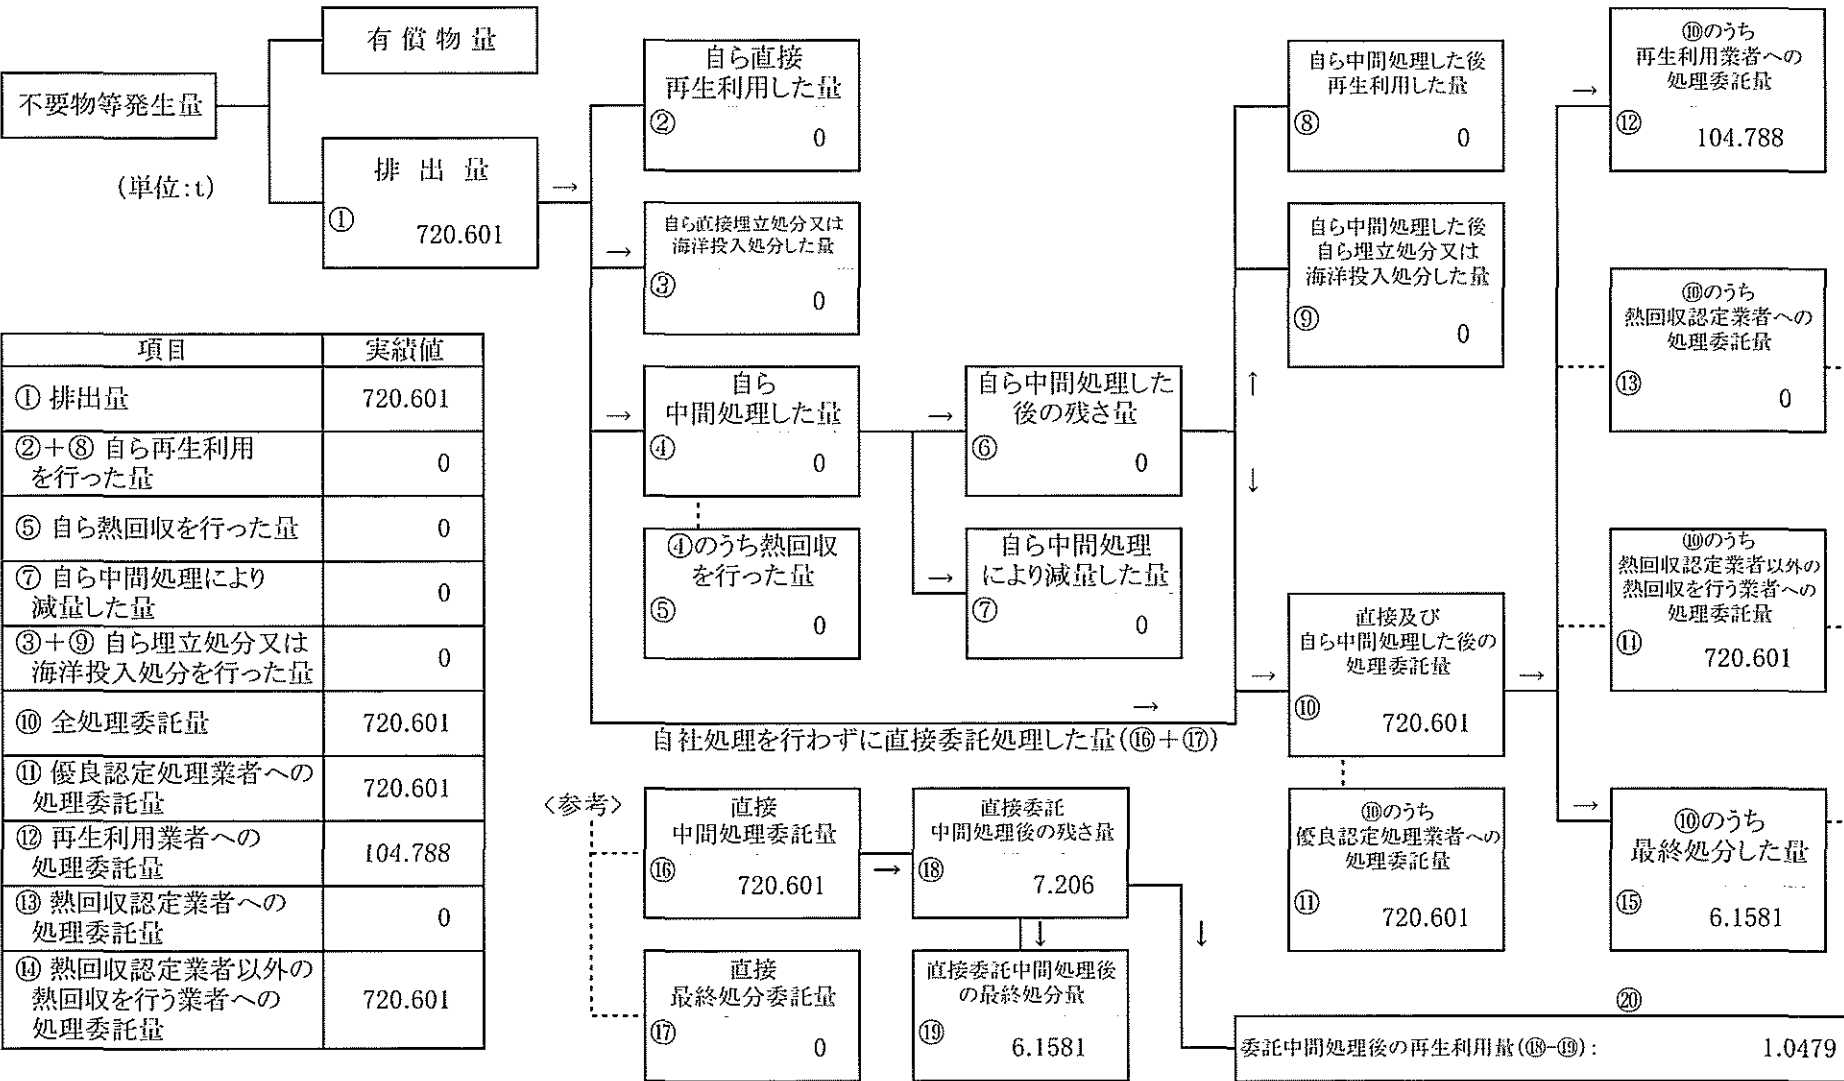 不要物等発生量
有償物量
(単位:t)
排出量
①
720.601
→
自ら直接
再生利用した量
②
0
→
自ら直接埋立処分又は
海洋投入処分した量
③
0
→
自ら
中間処理した量
④
0
④のうち熱回収
を行った量
⑤
0
→
自ら中間処理した
後の残さ量
⑥
0
→
自ら中間処理
により減量した量
⑦
0
→
自社処理を行わずに直接委託処理した量(⑯+⑰)
↑
↓
自ら中間処理した後
再生利用した量
⑧
0
自ら中間処理した後
自ら埋立処分又は
海洋投入処分した量
⑨
0
→
直接及び
自ら中間処理した後の
処理委託量
⑩
720.601
⑩のうち
優良認定処理業者への
処理委託量
⑪
720.601
→
→
⑩のうち
再生利用業者への
処理委託量
⑫
104.788
⑩のうち
熱回収認定業者への
処理委託量
⑬
0
⑩のうち
熱回収認定業者以外の
熱回収を行う業者への
処理委託量
⑭
720.601
→
⑩のうち
最終処分した量
⑮
6.1581
項目 実績値
① 排出量 720.601
②+⑧ 自ら再生利用
を行った量 0
⑤ 自ら熱回収を行った量 0
⑦ 自ら中間処理により
減量した量 0
③+⑨ 自ら埋立処分又は
海洋投入処分を行った量 0
⑩ 全処理委託量 720.601
⑪ 優良認定処理業者への
処理委託量 720.601
⑫ 再生利用業者への
処理委託量 104.788
⑬ 熱回収認定業者への
処理委託量 0
⑭ 熱回収認定業者以外の
熱回収を行う業者への
処理委託量 720.601
〈参考〉
直接
中間処理委託量
⑯
720.601
→
直接委託
中間処理後の残さ量
⑱
7.206
直接
最終処分委託量
⑰
0
↓
直接委託中間処理後
の最終処分量
⑲
6.1581
↓
⑳
委託中間処理後の再生利用量(⑱-⑲): 1.0479